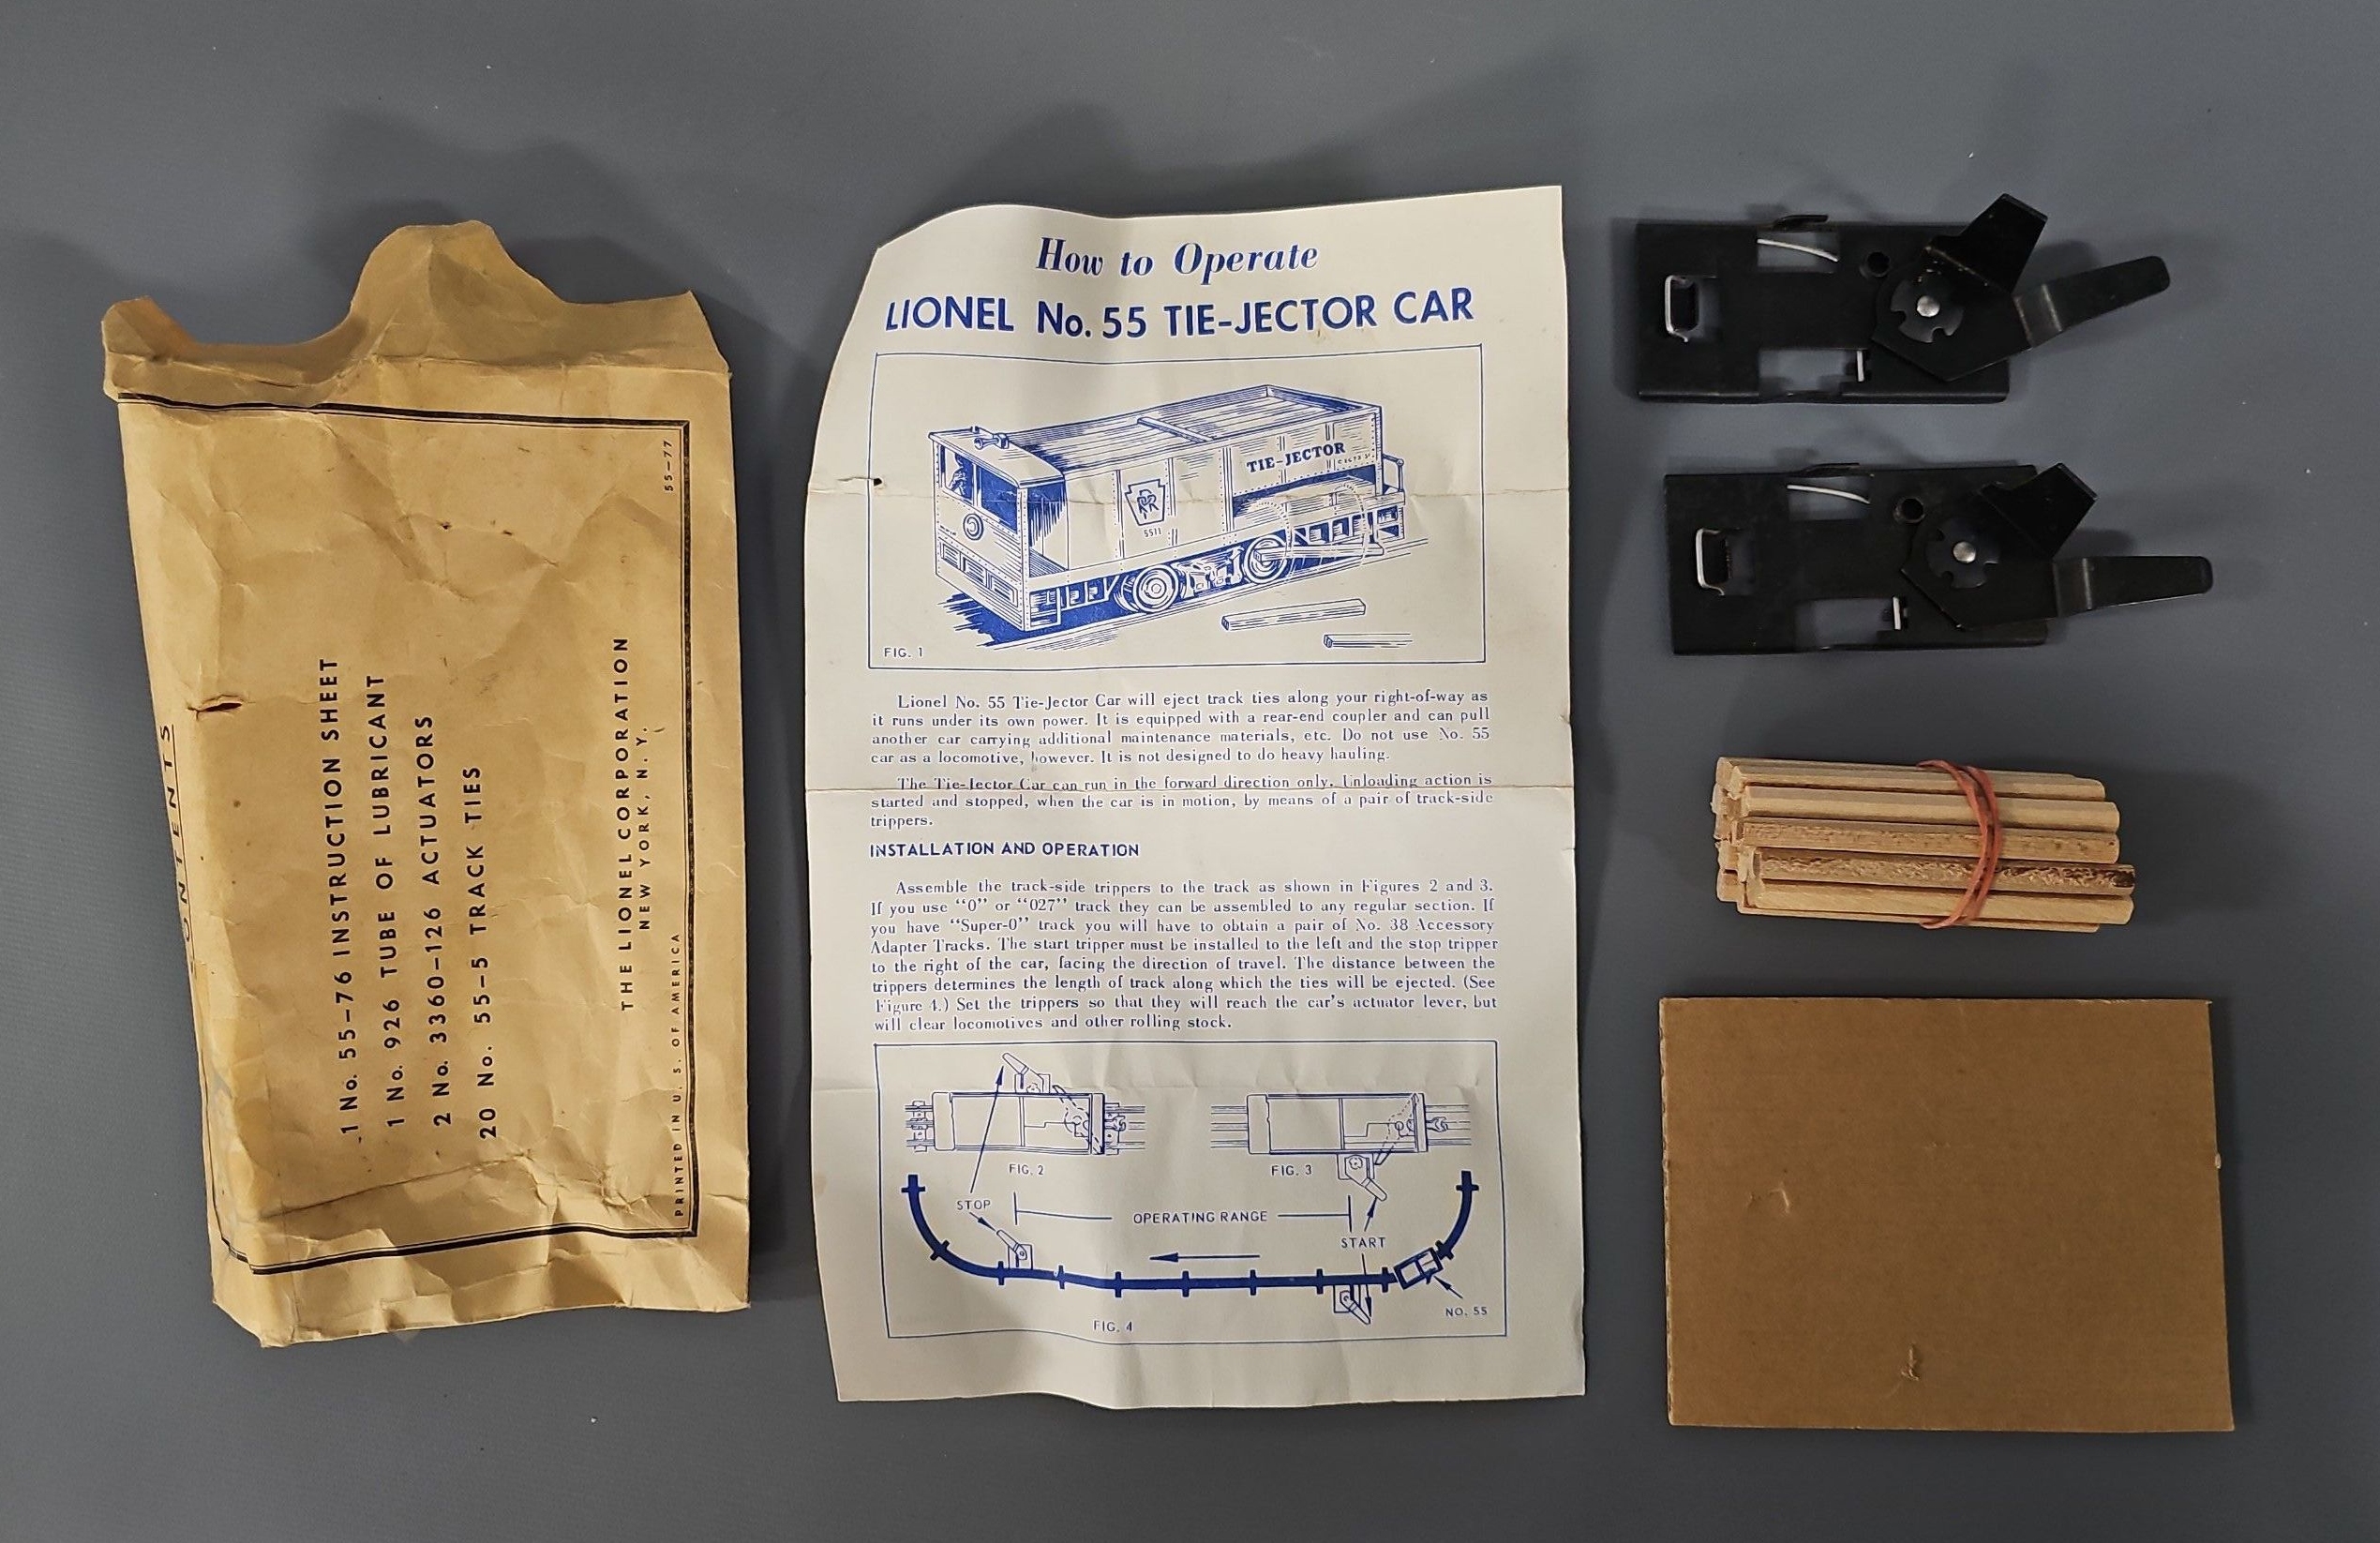 CONTENTS
1 No. 55-76 INSTRUCTION SHEET
1 No. 926 TUBE OF LUBRICANT
2 No. 3360-126 ACTUATORS
20 No. 55-5 TRACK TIES
THE LIONEL CORPORATION
NEW YORK, N. Y.
PRINTED IN U. S. OF AMERICA
55-77
How to Operate
LIONEL No. 55 TIE-JECTOR CAR
TIE-JECTOR
PRR
5511
FIG. 1
Lionel No. 55 Tie-Jector Car will eject track ties along your right-of-way as
it runs under its own power. It is equipped with a rear-end coupler and can pull
another car carrying additional maintenance materials, etc. Do not use No. 55
car as a locomotive, however. It is not designed to do heavy hauling.
The Tie-Jector Car can run in the forward direction only. Unloading action is
started and stopped, when the car is in motion, by means of a pair of track-side
trippers.
INSTALLATION AND OPERATION
Assemble the track-side trippers to the track as shown in Figures 2 and 3.
If you use "0" or "027" track they can be assembled to any regular section. If
you have "Super-0" track you will have to obtain a pair of No. 38 Accessory
Adapter Tracks. The start tripper must be installed to the left and the stop tripper
to the right of the car, facing the direction of travel. The distance between the
trippers determines the length of track along which the ties will be ejected. (See
Figure 4.) Set the trippers so that they will reach the car's actuator lever, but
will clear locomotives and other rolling stock.
FIG. 2
FIG. 3
STOP
OPERATING RANGE
START
NO. 55
FIG. 4